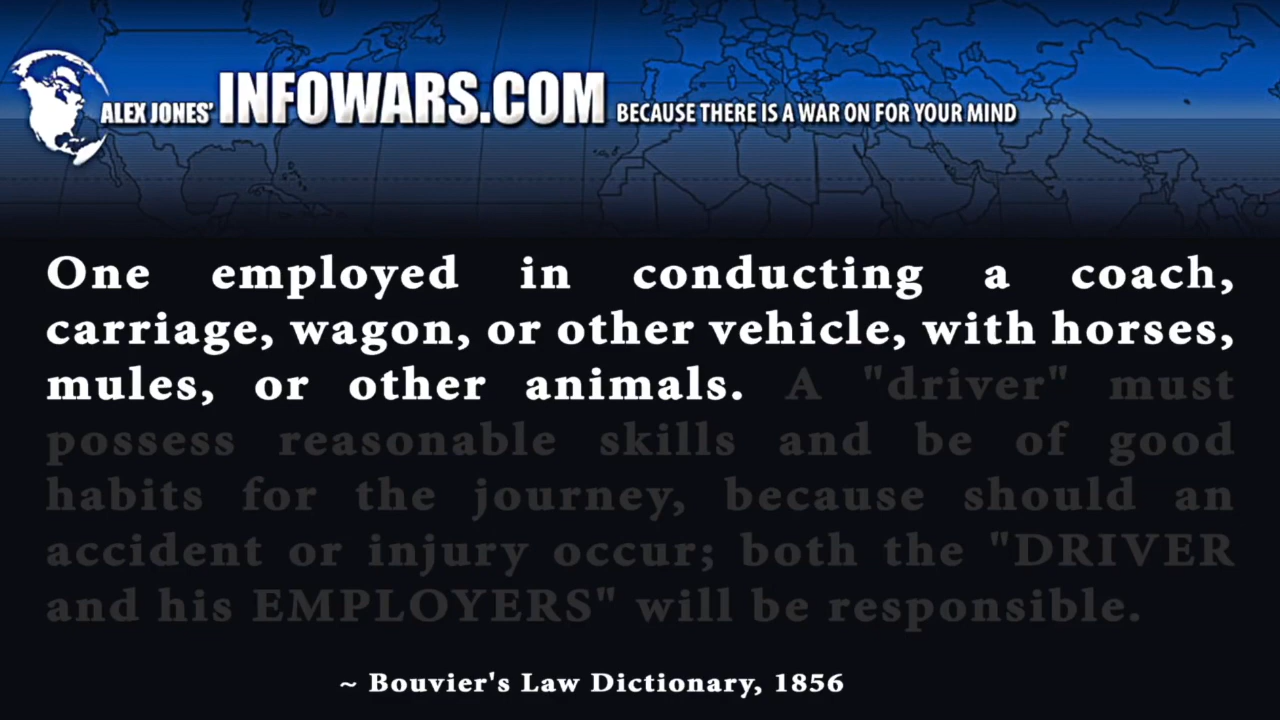 ALEX JONES' INFOWARS.COM BECAUSE THERE IS A WAR ON FOR YOUR MIND
One employed in conducting a coach,
carriage, wagon, or other vehicle, with horses,
mules, or other animals. A "driver" must
possess reasonable skills and be of good
habits for the journey, because should an
accident or injury occur; both the "DRIVER
and his EMPLOYERS" will be responsible.
~ Bouvier's Law Dictionary, 1856